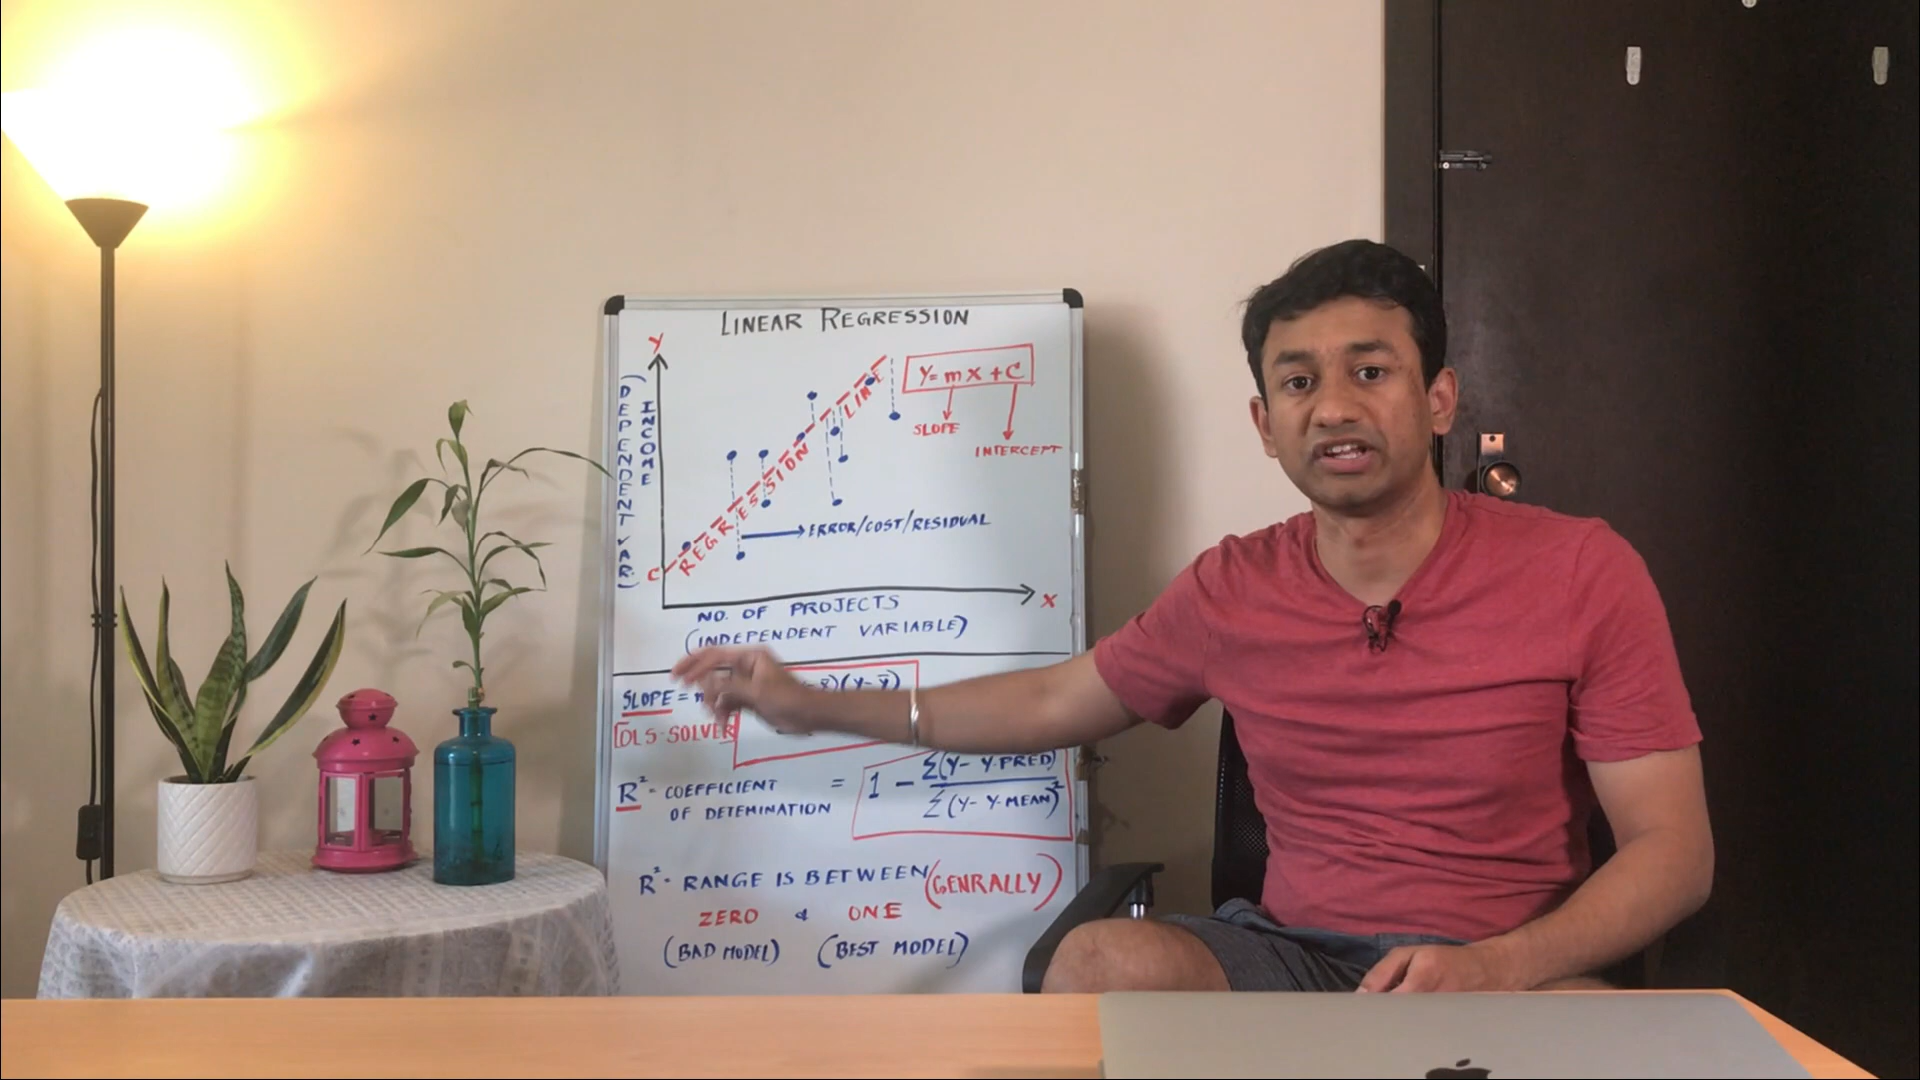 LINEAR REGRESSION
Y
Y = mX + C
SLOPE
INTERCEPT
(DEPENDENT VAR.)
INCOME
REGRESSION LINE
ERROR/COST/RESIDUAL
C
X
NO. OF PROJECTS
(INDEPENDENT VARIABLE)
SLOPE = (Y-ȳ)
[OLS-SOLVER
R² - COEFFICIENT = 1 - Σ(Y- Y.PRED)
OF DETEMINATION Σ(Y- Y.MEAN)²
R² - RANGE IS BETWEEN (GENRALLY)
ZERO & ONE
(BAD MODEL) (BEST MODEL)